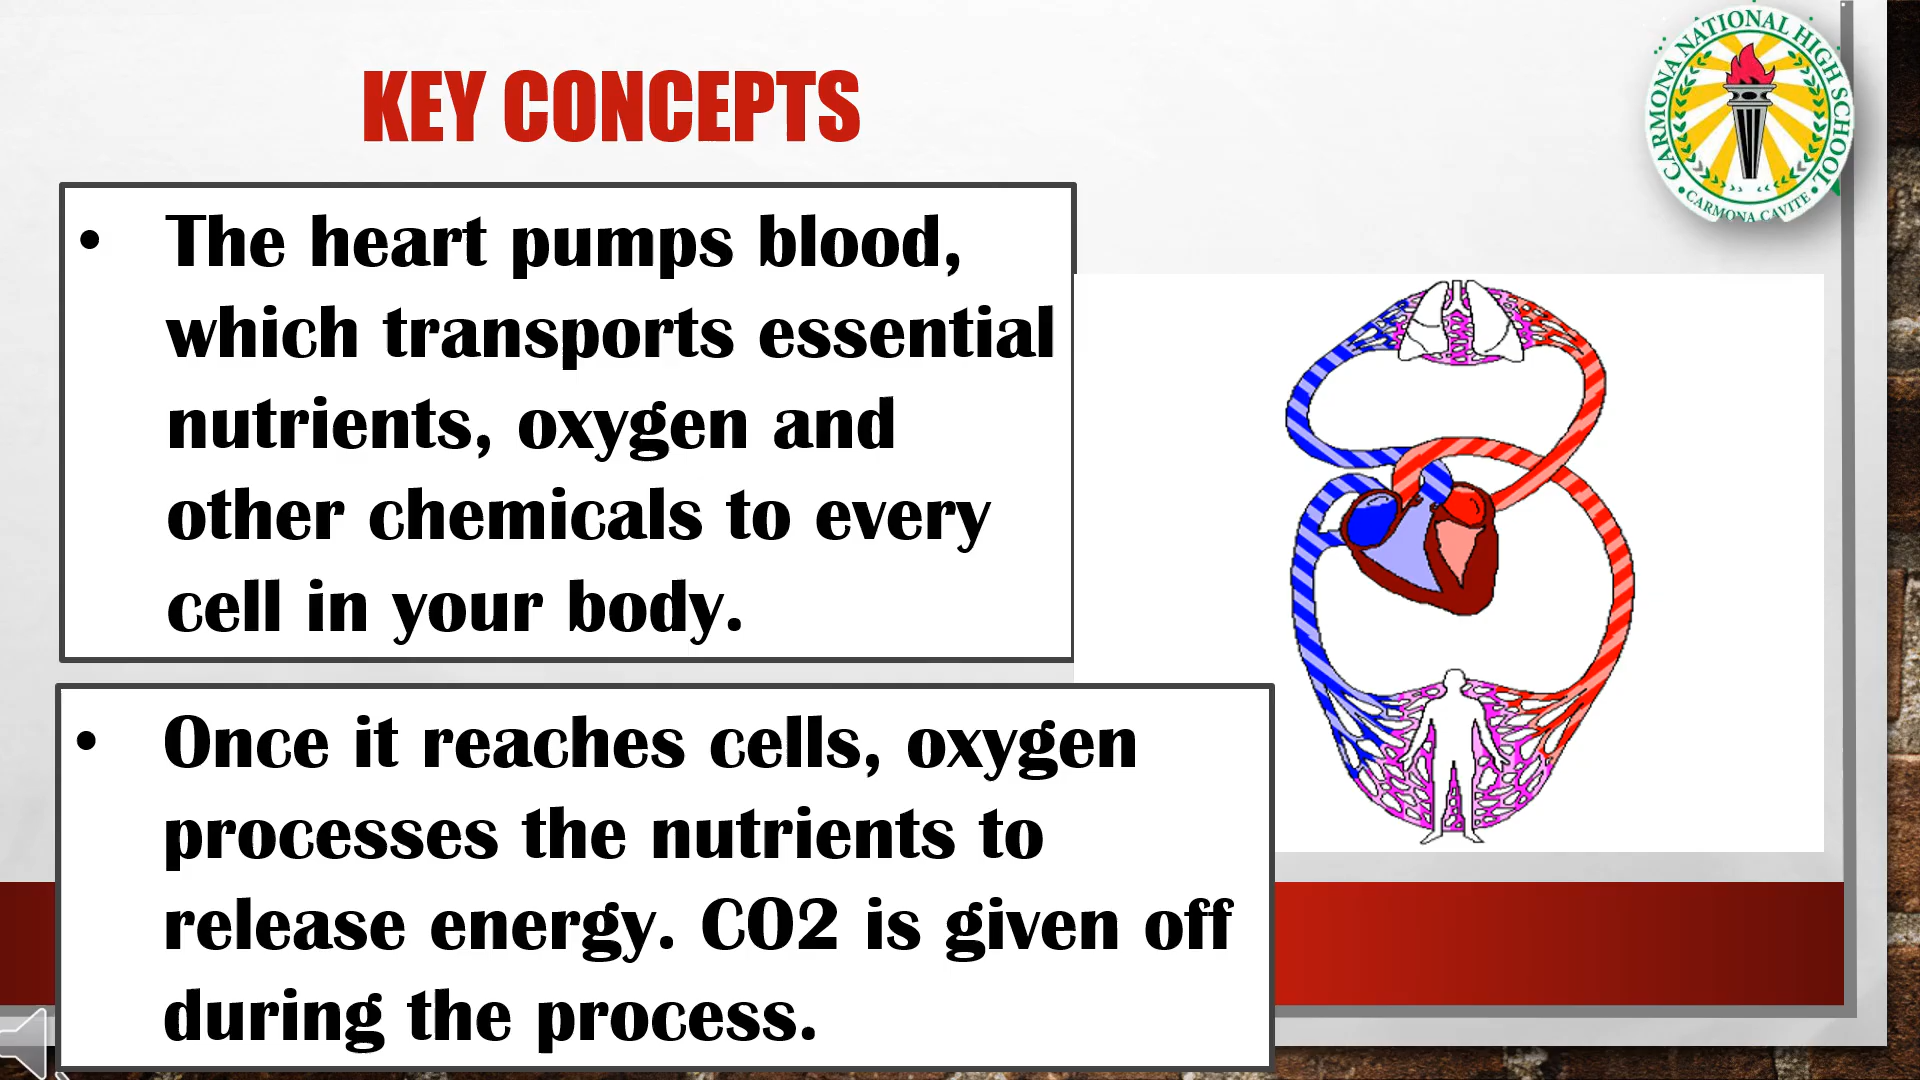 KEY CONCEPTS
CARMONA NATIONAL HIGH SCHOOL
CARMONA, CAVITE
• The heart pumps blood,
which transports essential
nutrients, oxygen and
other chemicals to every
cell in your body.
• Once it reaches cells, oxygen
processes the nutrients to
release energy. CO2 is given off
during the process.